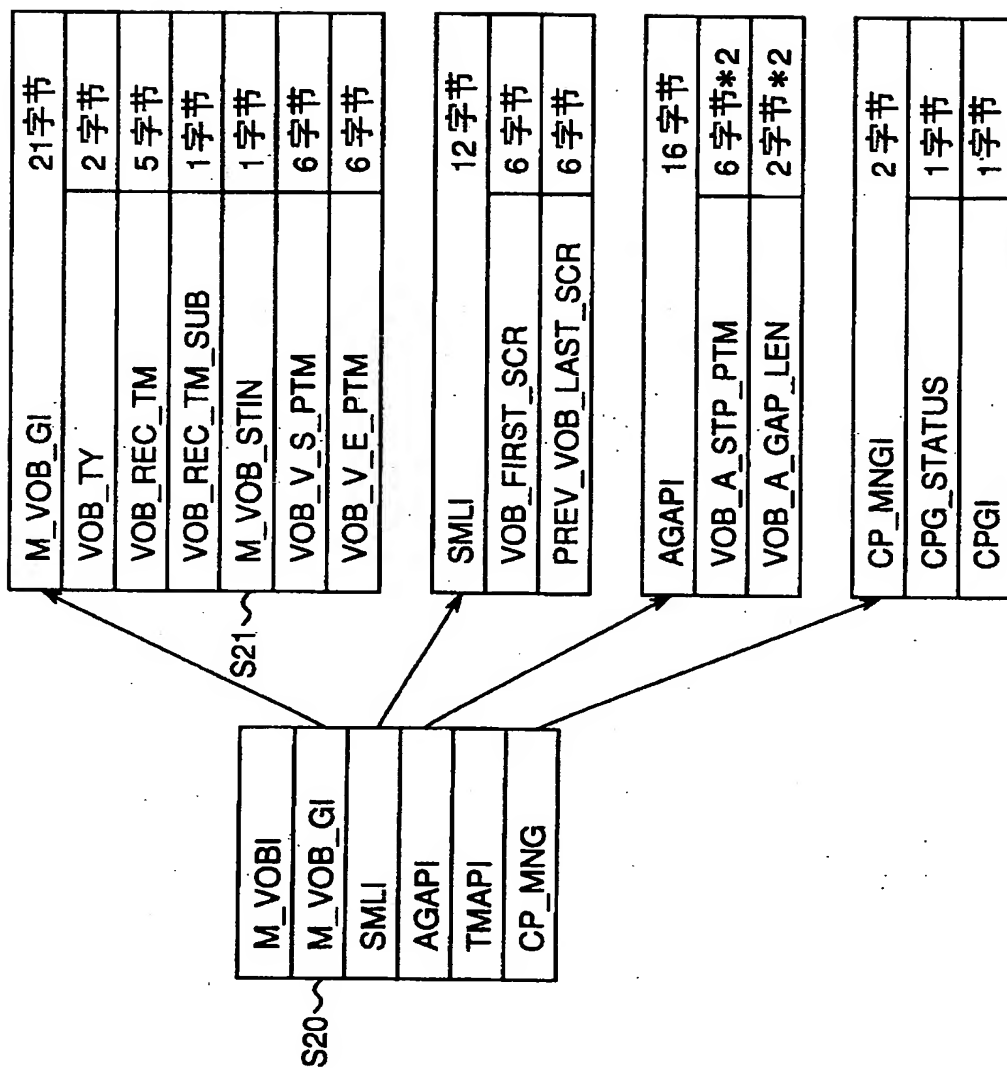 S20
M_VOBI
M_VOB_GI
SMLI
AGAPI
TMAPI
CP_MNG
S21
M_VOB_GI 21字节
VOB_TY 2字节
VOB_REC_TM 5字节
VOB_REC_TM_SUB 1字节
M_VOB_STIN 1字节
VOB_V_S_PTM 6字节
VOB_V_E_PTM 6字节
SMLI 12字节
VOB_FIRST_SCR 6字节
PREV_VOB_LAST_SCR 6字节
AGAPI 16字节
VOB_A_STP_PTM 6字节*2
VOB_A_GAP_LEN 2字节*2
CP_MNGI 2字节
CPG_STATUS 1字节
CPGI 1字节